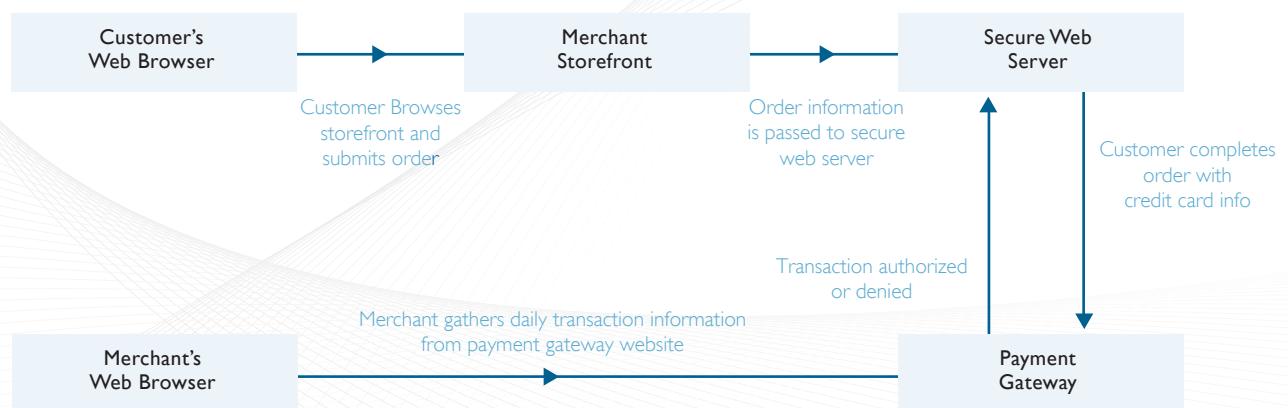 Customer's
Web Browser
Merchant
Storefront
Secure Web
Server
Customer Browses
storefront and
submits order
Order information
is passed to secure
web server
Customer completes
order with
credit card info
Transaction authorized
or denied
Merchant gathers daily transaction information
from payment gateway website
Merchant's
Web Browser
Payment
Gateway